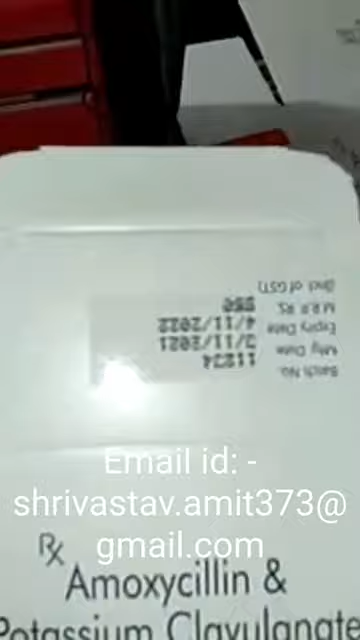 Batch No. 11234
Mfg Date 3/11/2021
Expiry Date 4/11/2022
M.R.P. Rs. 250
(Incl of GST)
Email id: -
shrivastav.amit373@
gmail.com
Rx
Amoxycillin &
Potassium Clavulanate